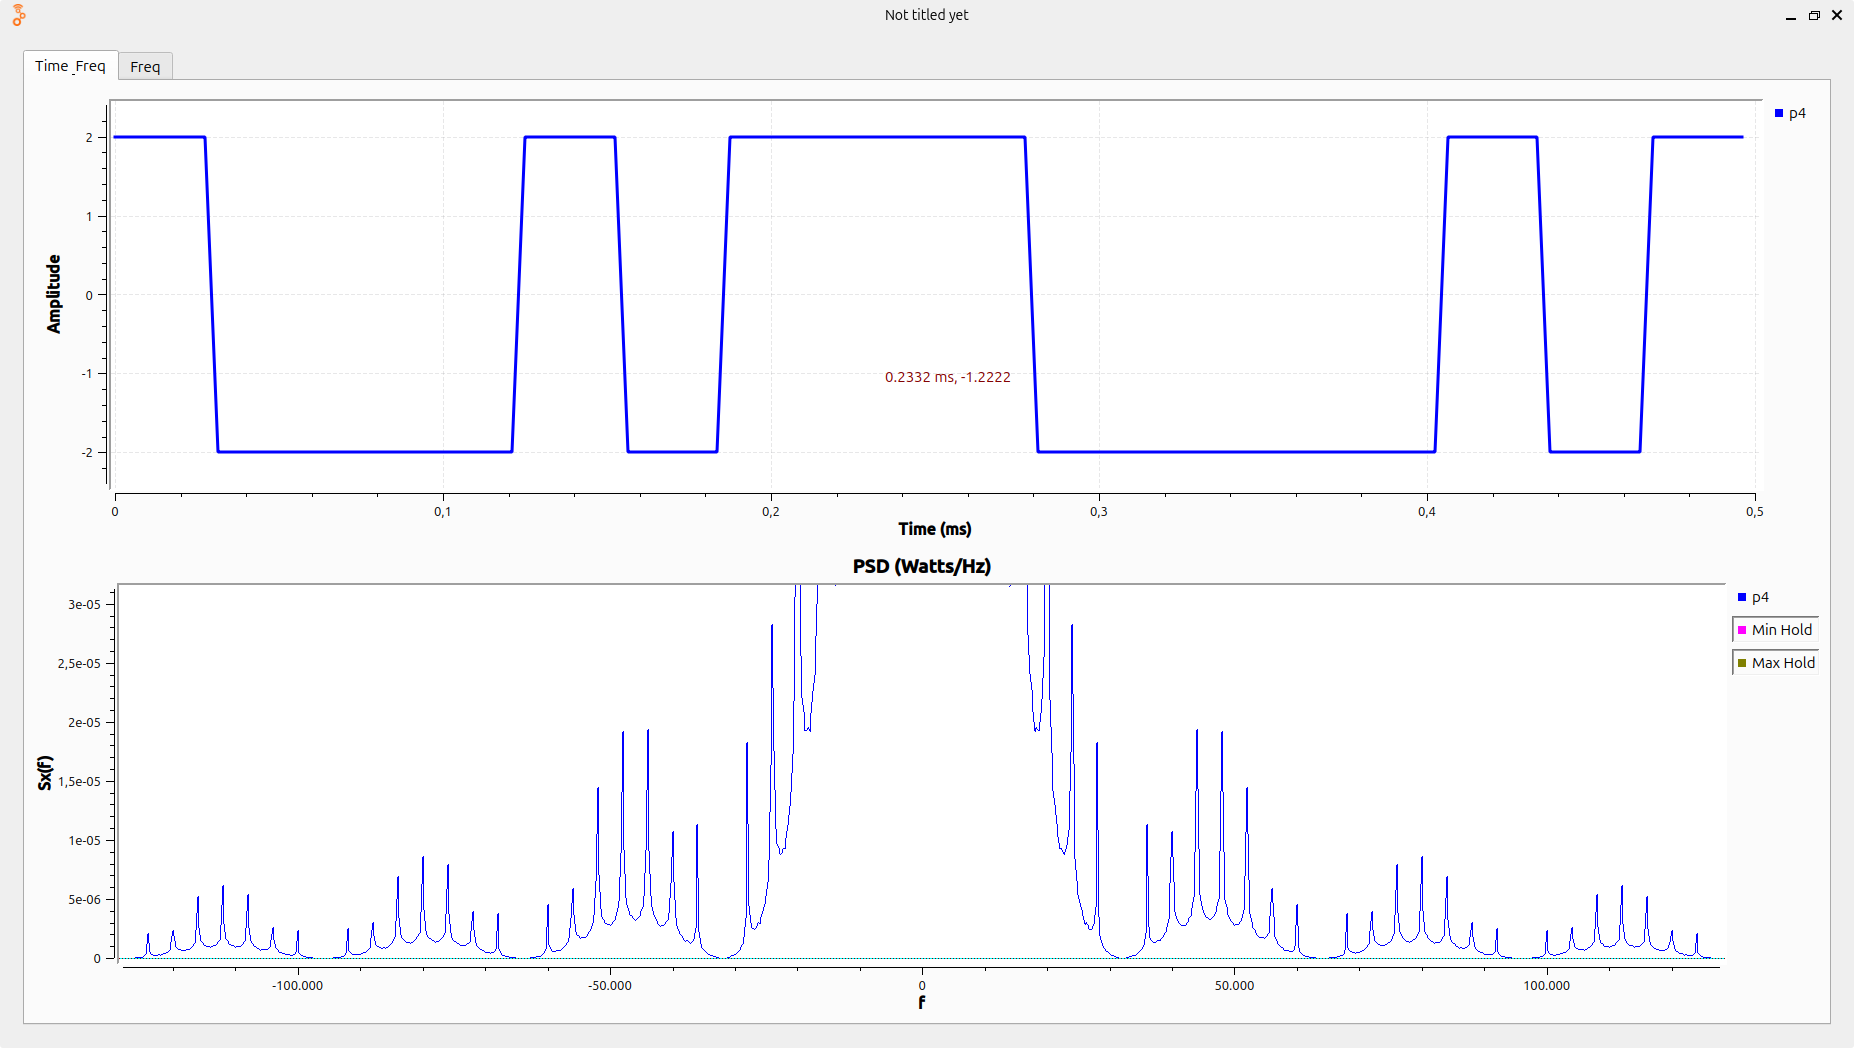 Not titled yet
Time_Freq
Freq
2
1
0
-1
-2
Amplitude
p4
0.2332 ms, -1.2222
0
0,1
0,2
0,3
0,4
0,5
Time (ms)
PSD (Watts/Hz)
3e-05
2,5e-05
2e-05
1,5e-05
1e-05
5e-06
0
Sx(f)
p4
Min Hold
Max Hold
-100.000
-50.000
0
50.000
100.000
f